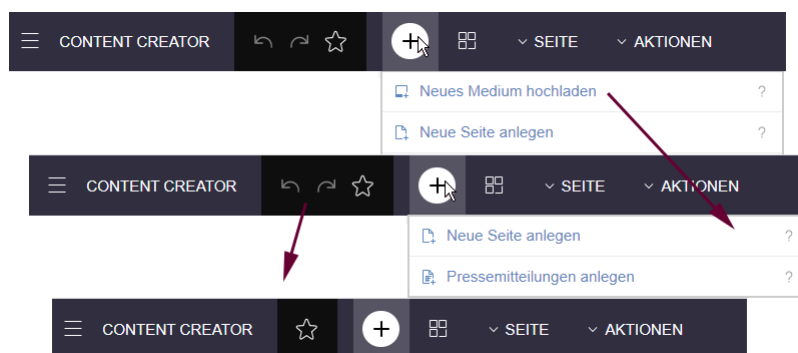 CONTENT CREATOR SEITE AKTIONEN
Neues Medium hochladen ?
Neue Seite anlegen ?
CONTENT CREATOR SEITE AKTIONEN
Neue Seite anlegen ?
Pressemitteilungen anlegen ?
CONTENT CREATOR SEITE AKTIONEN